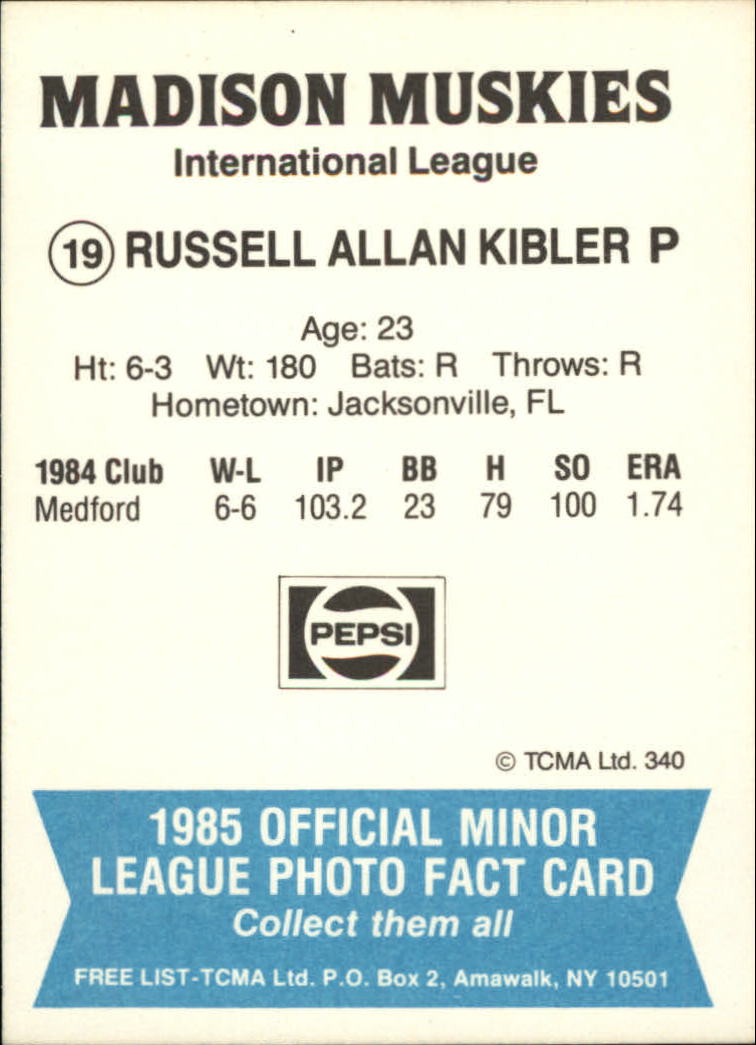 MADISON MUSKIES
International League
19 RUSSELL ALLAN KIBLER P
Age: 23
Ht: 6-3 Wt: 180 Bats: R Throws: R
Hometown: Jacksonville, FL
1984 Club W-L IP BB H SO ERA
Medford 6-6 103.2 23 79 100 1.74
PEPSI
© TCMA Ltd. 340
1985 OFFICIAL MINOR
LEAGUE PHOTO FACT CARD
Collect them all
FREE LIST-TCMA Ltd. P.O. Box 2, Amawalk, NY 10501